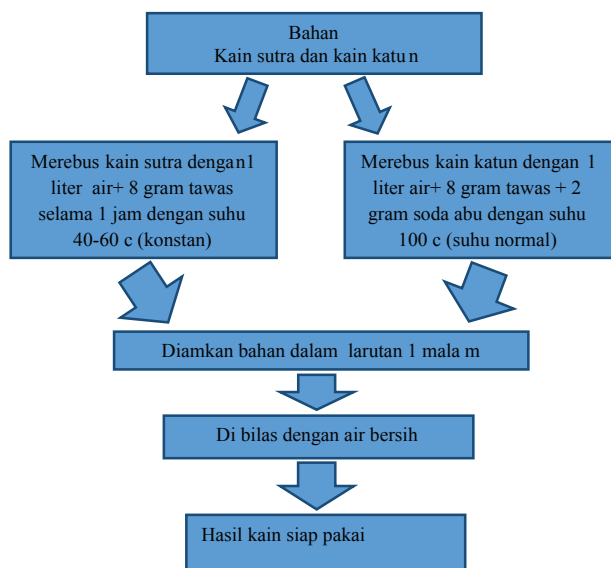 Bahan
Kain sutra dan kain katun
Merebus kain sutra dengan1
liter air+ 8 gram tawas
selama 1 jam dengan suhu
40-60 c (konstan)
Merebus kain katun dengan 1
liter air+ 8 gram tawas + 2
gram soda abu dengan suhu
100 c (suhu normal)
Diamkan bahan dalam larutan 1 mala m
Di bilas dengan air bersih
Hasil kain siap pakai